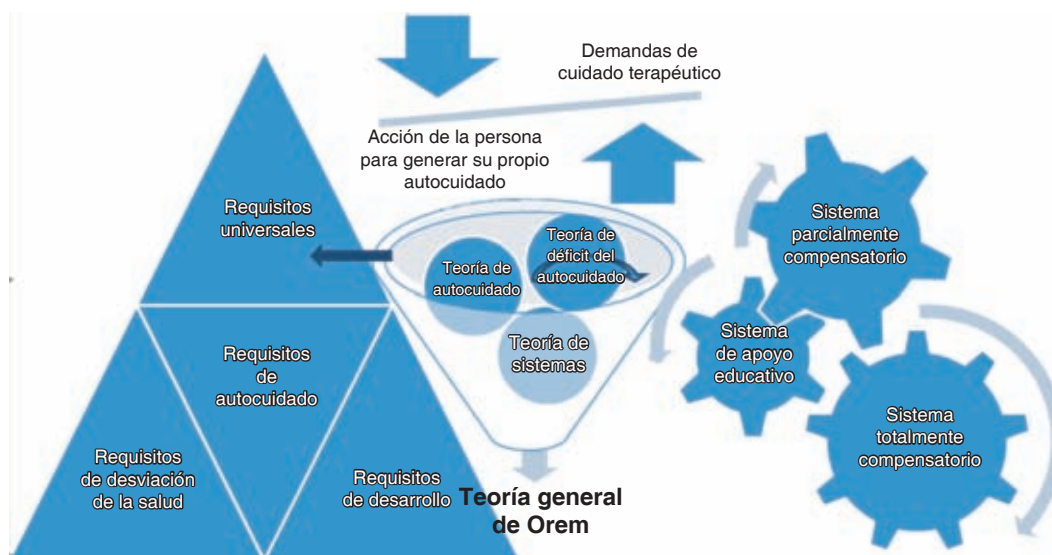 Demandas de
cuidado terapéutico
Acción de la persona
para generar su propio
autocuidado
Requisitos
universales
Requisitos
de
autocuidado
Requisitos
de desviación
de la salud
Requisitos
de desarrollo
Teoría de
autocuidado
Teoría de
déficit del
autocuidado
Teoría de
sistemas
Teoría general
de Orem
Sistema
parcialmente
compensatorio
Sistema
de apoyo
educativo
Sistema
totalmente
compensatorio